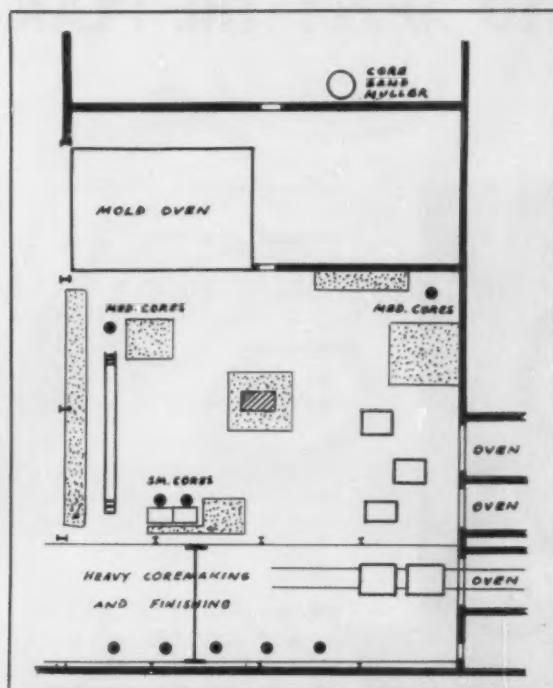 CORE
SAND
MULLER
MOLD OVEN
MED. CORES
MED. CORES
OVEN
SM. CORES
OVEN
HEAVY COREMAKING
AND FINISHING
OVEN